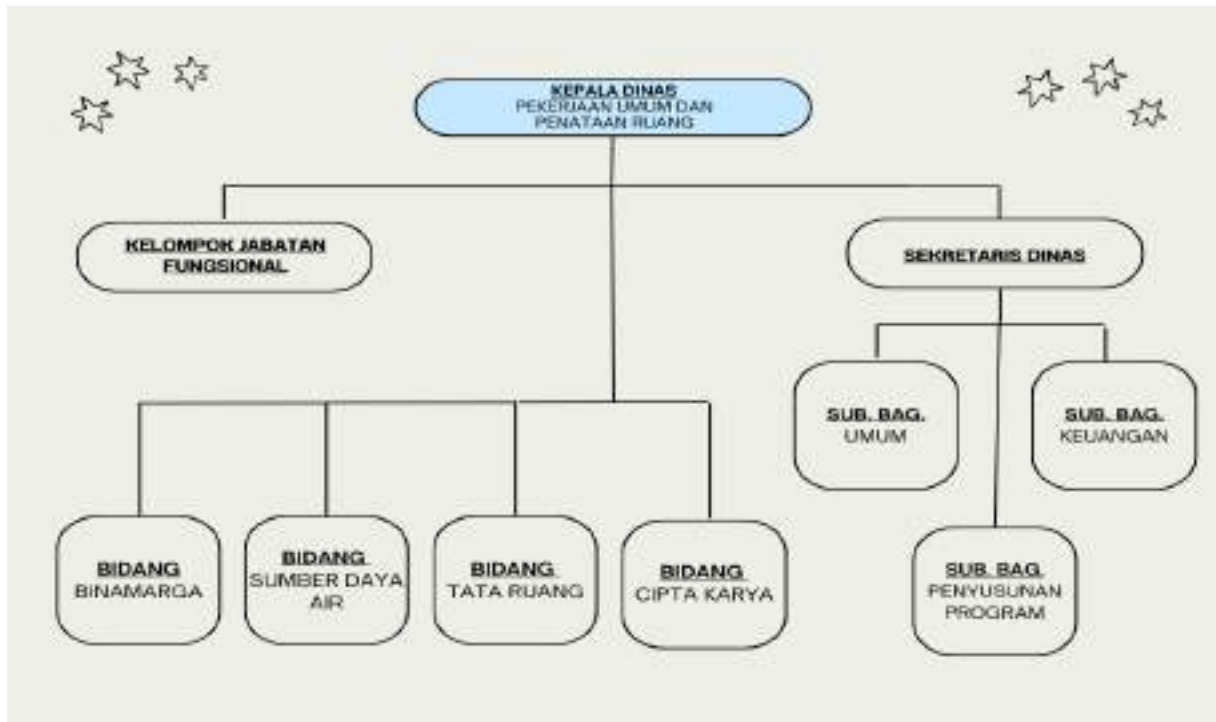 KEPALA DINAS
PEKERJAAN UMUM DAN
PENATAAN RUANG
KELOMPOK JABATAN
FUNGSIONAL
SEKRETARIS DINAS
SUB. BAG.
UMUM
SUB. BAG.
KEUANGAN
BIDANG
BINAMARGA
BIDANG
SUMBER DAYA
AIR
BIDANG
TATA RUANG
BIDANG
CIPTA KARYA
SUB. BAG
PENYUSUNAN
PROGRAM